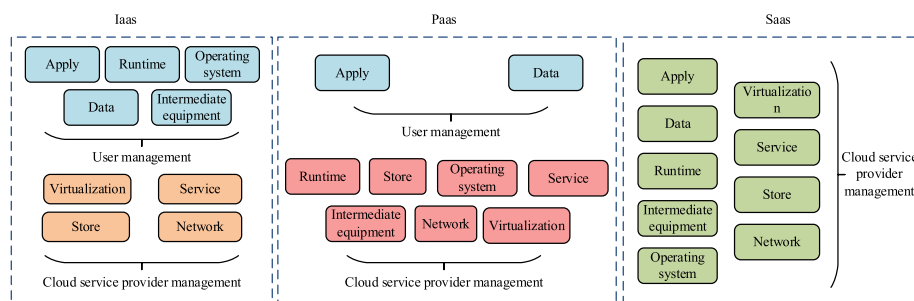 Iaas
Apply
Runtime
Operating
system
Data
Intermediate
equipment
User management
Virtualization
Service
Store
Network
Cloud service provider management
Paas
Apply
Data
User management
Runtime
Store
Operating
system
Service
Intermediate
equipment
Network
Virtualization
Cloud service provider management
Saas
Apply
Virtualizatio
n
Data
Service
Runtime
Store
Intermediate
equipment
Network
Operating
system
Cloud service
provider
management